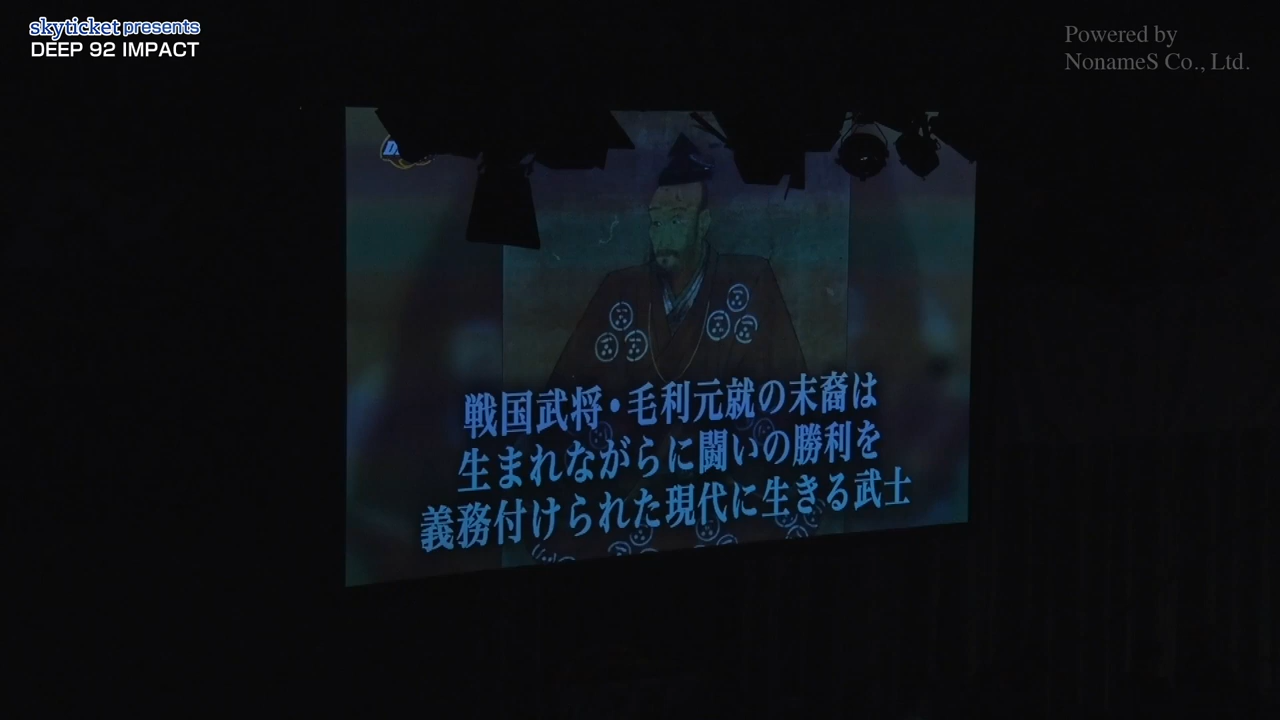 skyticket presents
DEEP 92 IMPACT
Powered by
NonameS Co., Ltd.
戦国武将・毛利元就の末裔は
生まれながらに闘いの勝利を
義務付けられた現代に生きる武士